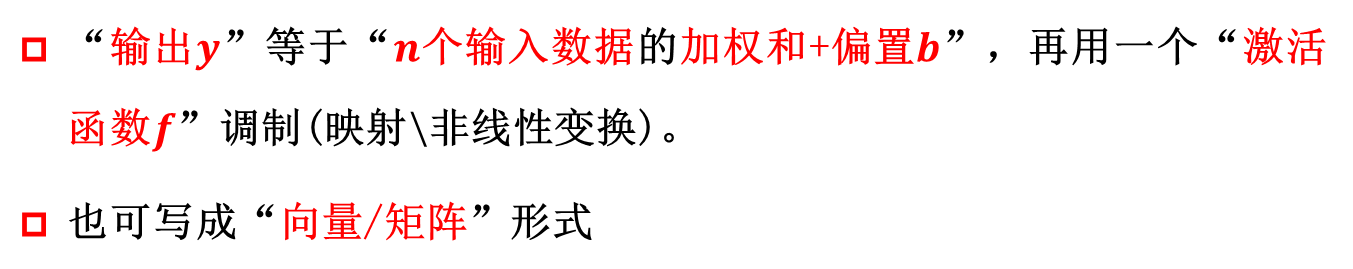 “输出y”等于“n个输入数据的加权和+偏置b”，再用一个“激活
函数f”调制(映射\非线性变换)。
也可写成“向量/矩阵”形式